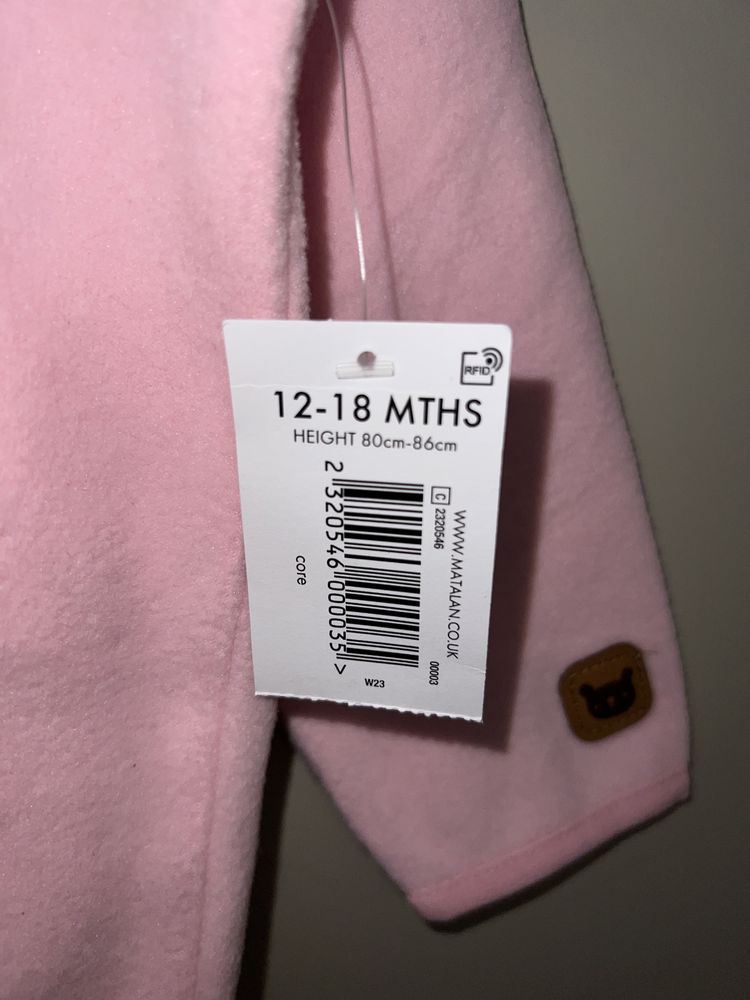 RFID
12-18 MTHS
HEIGHT 80cm-86cm
WWW.MATALAN.CO.UK
C 2320546
00003
2 320546 000035 >
core
W23